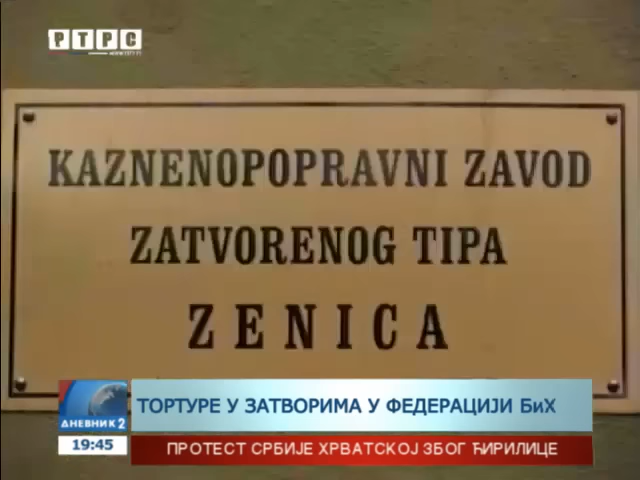 РТРС
KAZNENOPOPRAVNI ZAVOD
ZATVORENOG TIPA
ZENICA
ТОРТУРЕ У ЗАТВОРИМА У ФЕДЕРАЦИЈИ БиХ
ДНЕВНИК 2
19:45
ПРОТЕСТ СРБИЈЕ ХРВАТСКОЈ ЗБОГ ЋИРИЛИЦЕ